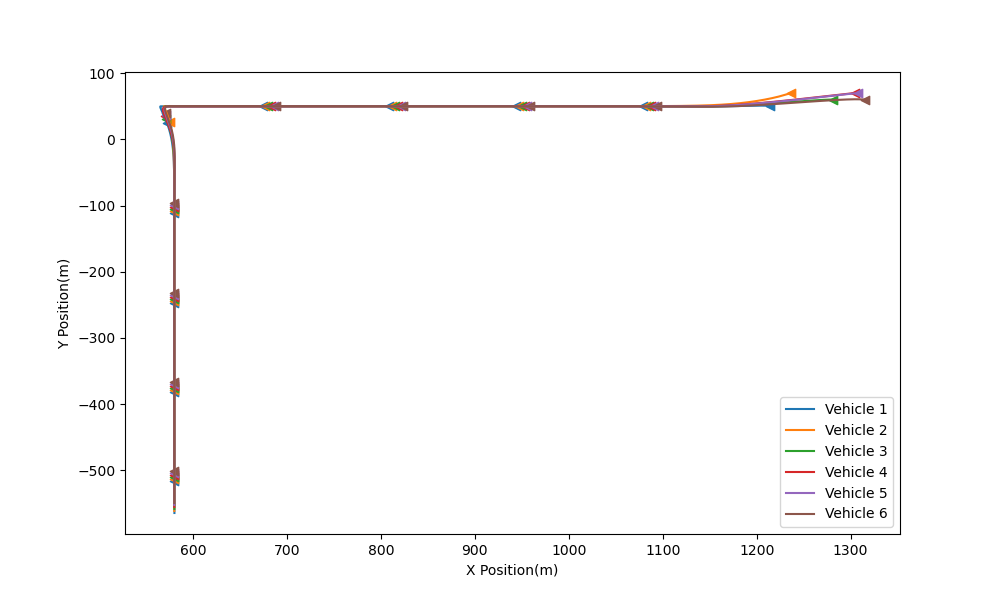 100
0
−100
−200
−300
−400
−500
Y Position(m)
600
700
800
900
1000
1100
1200
1300
X Position(m)
Vehicle 1
Vehicle 2
Vehicle 3
Vehicle 4
Vehicle 5
Vehicle 6